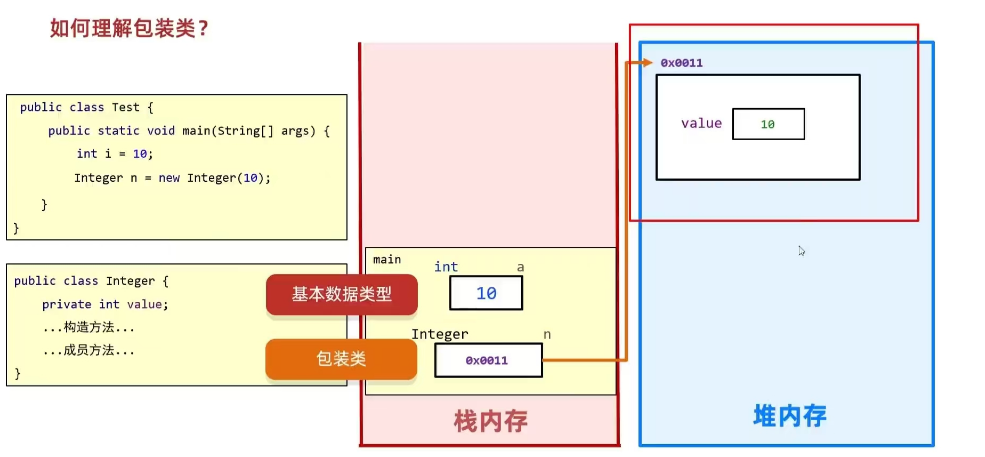 如何理解包装类？
public class Test {
public static void main(String[] args) {
int i = 10;
Integer n = new Integer(10);
}
}
public class Integer {
private int value;
...构造方法...
...成员方法...
}
基本数据类型
包装类
main
int a
10
Integer n
0x0011
栈内存
0x0011
value 10
堆内存